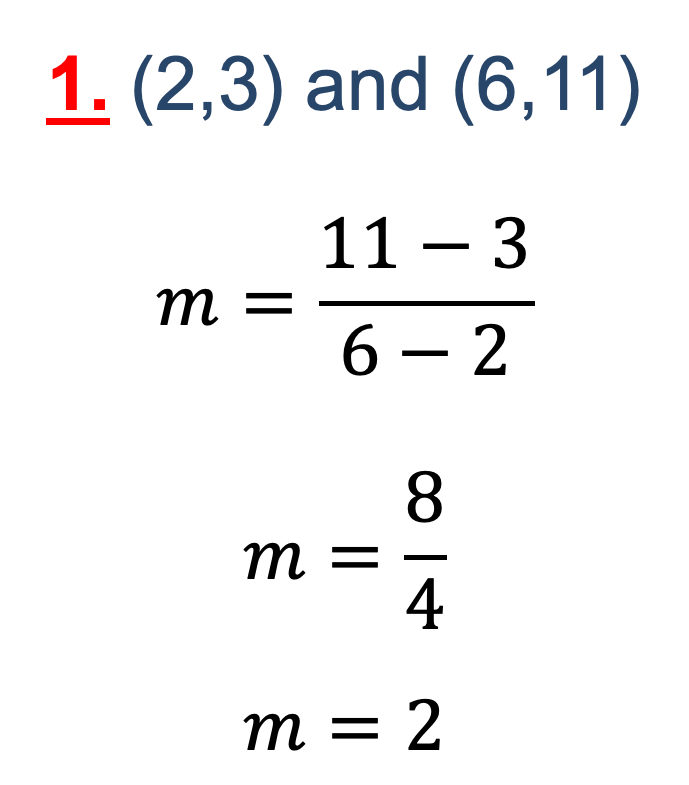 1. (2,3) and (6,11)
m = (11 − 3)/(6 − 2)
m = 8/4
m = 2